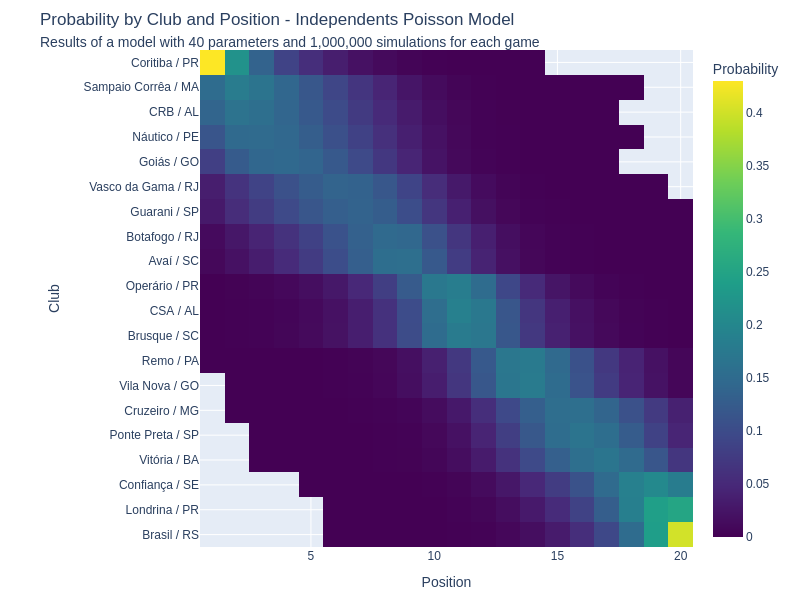 Probability by Club and Position - Independents Poisson Model
Results of a model with 40 parameters and 1,000,000 simulations for each game
Probability
Coritiba / PR
Sampaio Corrêa / MA
CRB / AL
Náutico / PE
Goiás / GO
Vasco da Gama / RJ
Guarani / SP
Botafogo / RJ
Avaí / SC
Operário / PR
CSA / AL
Brusque / SC
Remo / PA
Vila Nova / GO
Cruzeiro / MG
Ponte Preta / SP
Vitória / BA
Confiança / SE
Londrina / PR
Brasil / RS
Club
5
10
15
20
Position
0.4
0.35
0.3
0.25
0.2
0.15
0.1
0.05
0